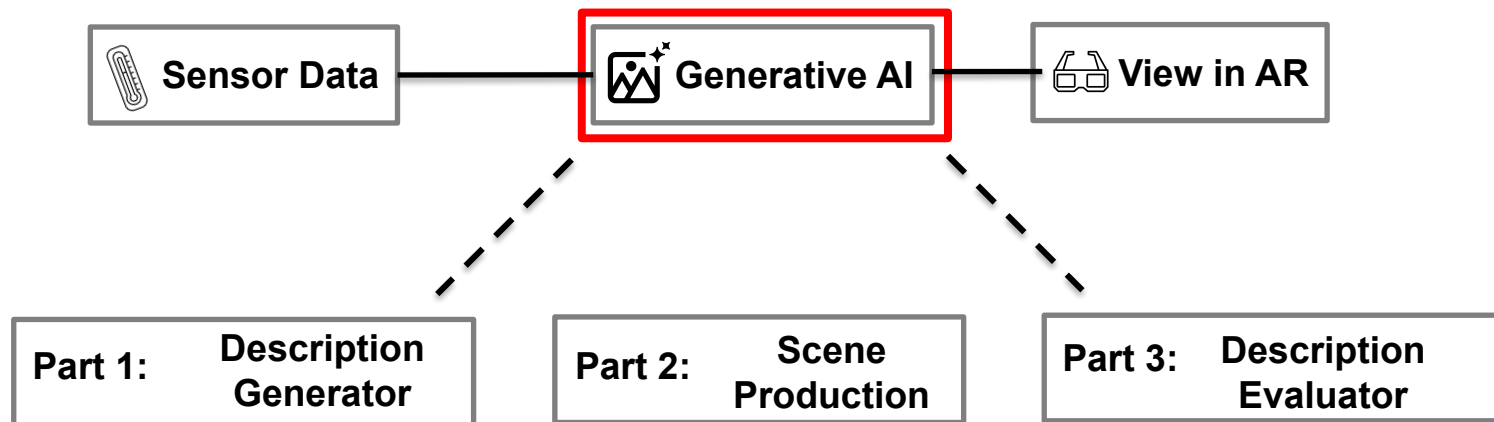 Sensor Data
Generative AI
View in AR
Part 1:
Description
Generator
Part 2:
Scene
Production
Part 3:
Description
Evaluator